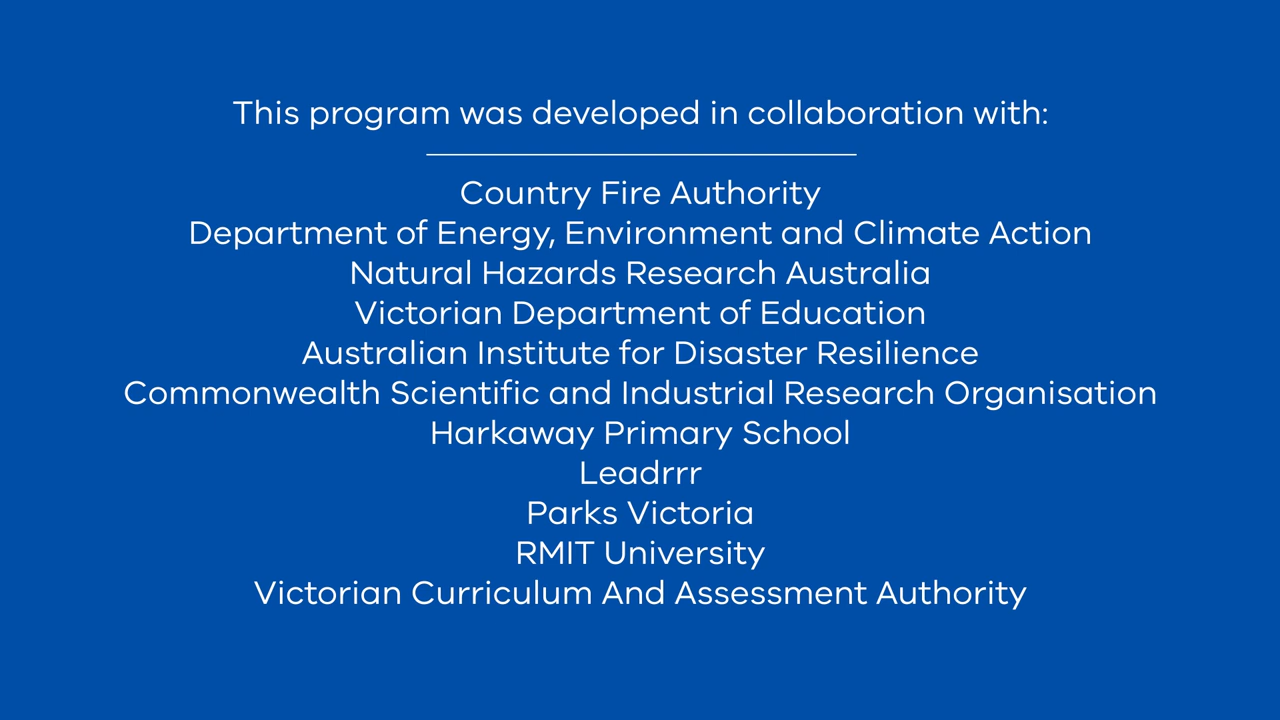 This program was developed in collaboration with:
Country Fire Authority
Department of Energy, Environment and Climate Action
Natural Hazards Research Australia
Victorian Department of Education
Australian Institute for Disaster Resilience
Commonwealth Scientific and Industrial Research Organisation
Harkaway Primary School
Leadrrr
Parks Victoria
RMIT University
Victorian Curriculum And Assessment Authority